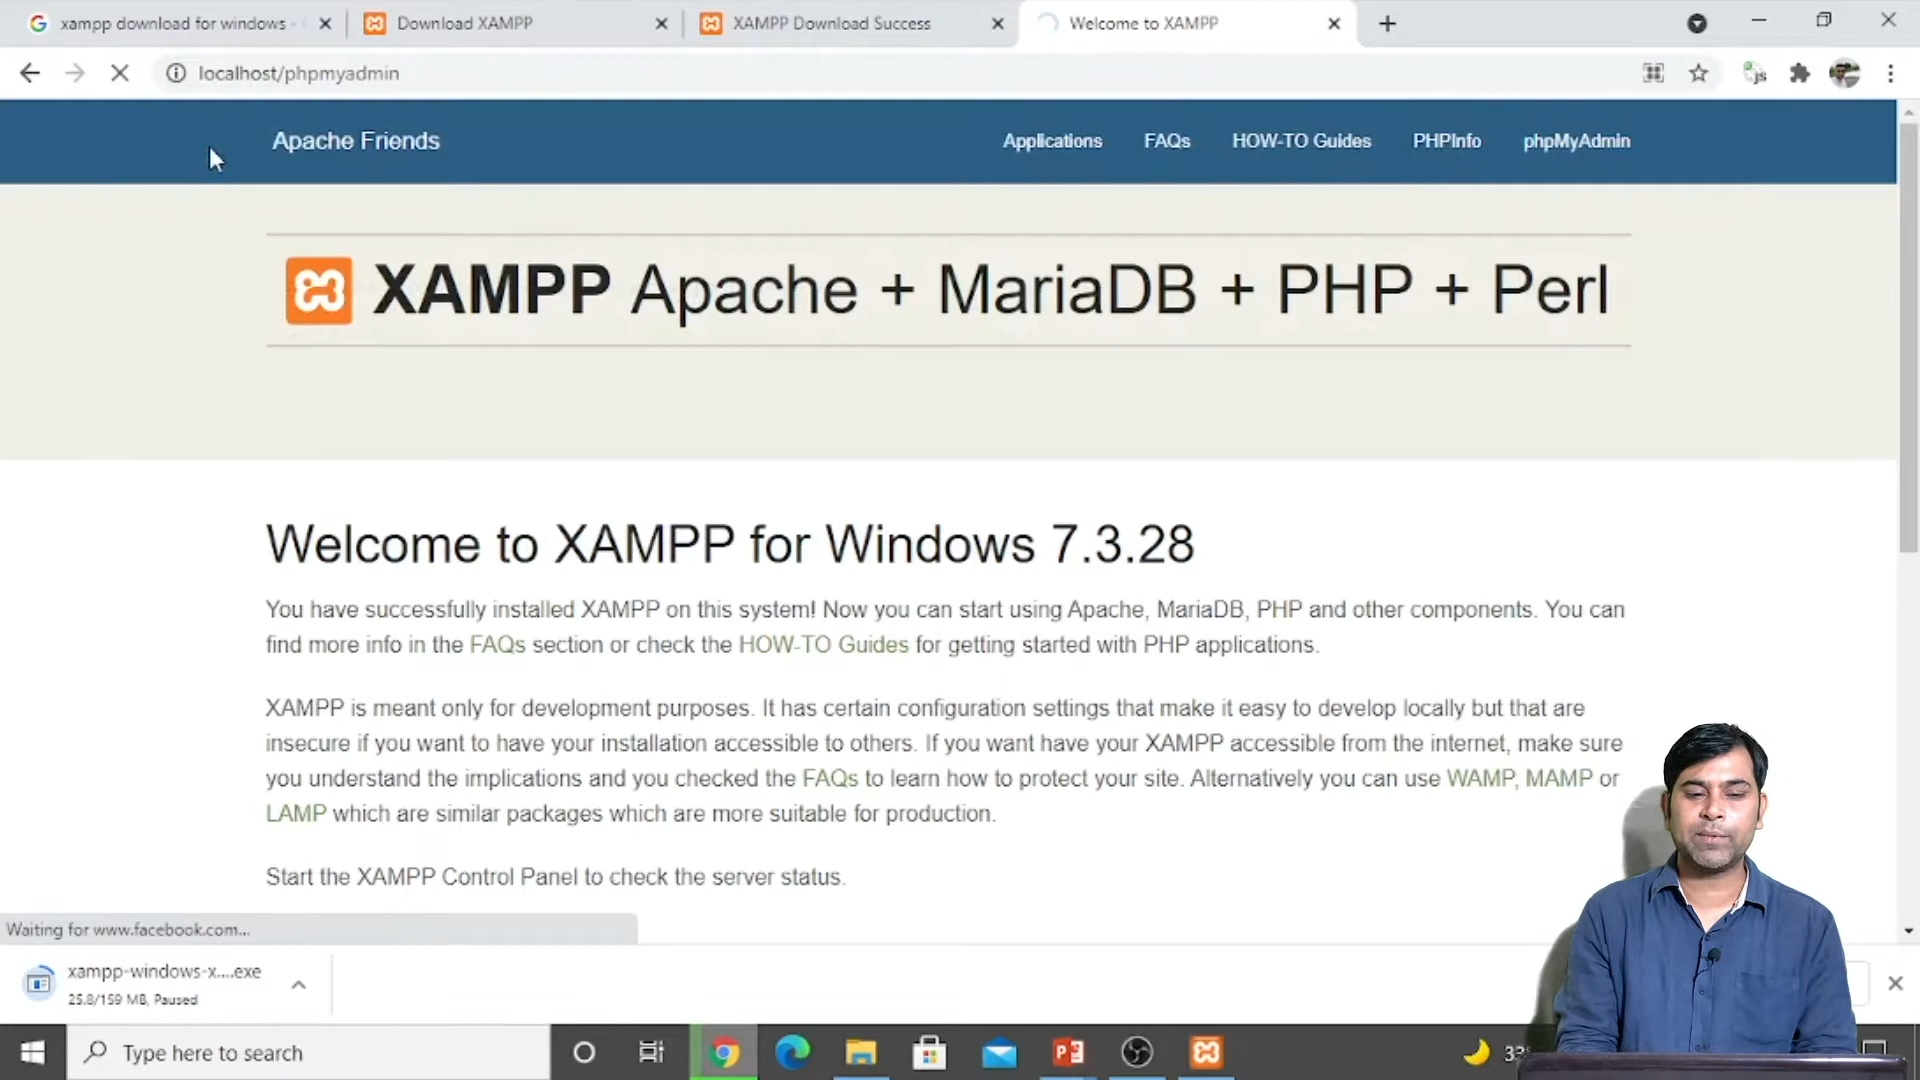 xampp download for windows -
Download XAMPP
XAMPP Download Success
Welcome to XAMPP
localhost/phpmyadmin
Apache Friends
Applications
FAQs
HOW-TO Guides
PHPInfo
phpMyAdmin
XAMPP Apache + MariaDB + PHP + Perl
Welcome to XAMPP for Windows 7.3.28
You have successfully installed XAMPP on this system! Now you can start using Apache, MariaDB, PHP and other components. You can
find more info in the FAQs section or check the HOW-TO Guides for getting started with PHP applications.
XAMPP is meant only for development purposes. It has certain configuration settings that make it easy to develop locally but that are
insecure if you want to have your installation accessible to others. If you want have your XAMPP accessible from the internet, make sure
you understand the implications and you checked the FAQs to learn how to protect your site. Alternatively you can use WAMP, MAMP or
LAMP which are similar packages which are more suitable for production.
Start the XAMPP Control Panel to check the server status.
Waiting for www.facebook.com...
xampp-windows-x....exe
25.8/159 MB, Paused
Type here to search